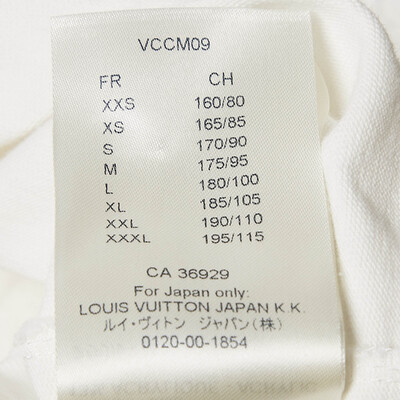 VCCM09
FR CH
XXS 160/80
XS 165/85
S 170/90
M 175/95
L 180/100
XL 185/105
XXL 190/110
XXXL 195/115
CA 36929
For Japan only:
LOUIS VUITTON JAPAN K.K.
ルイ・ヴィトン ジャパン(株)
0120-00-1854